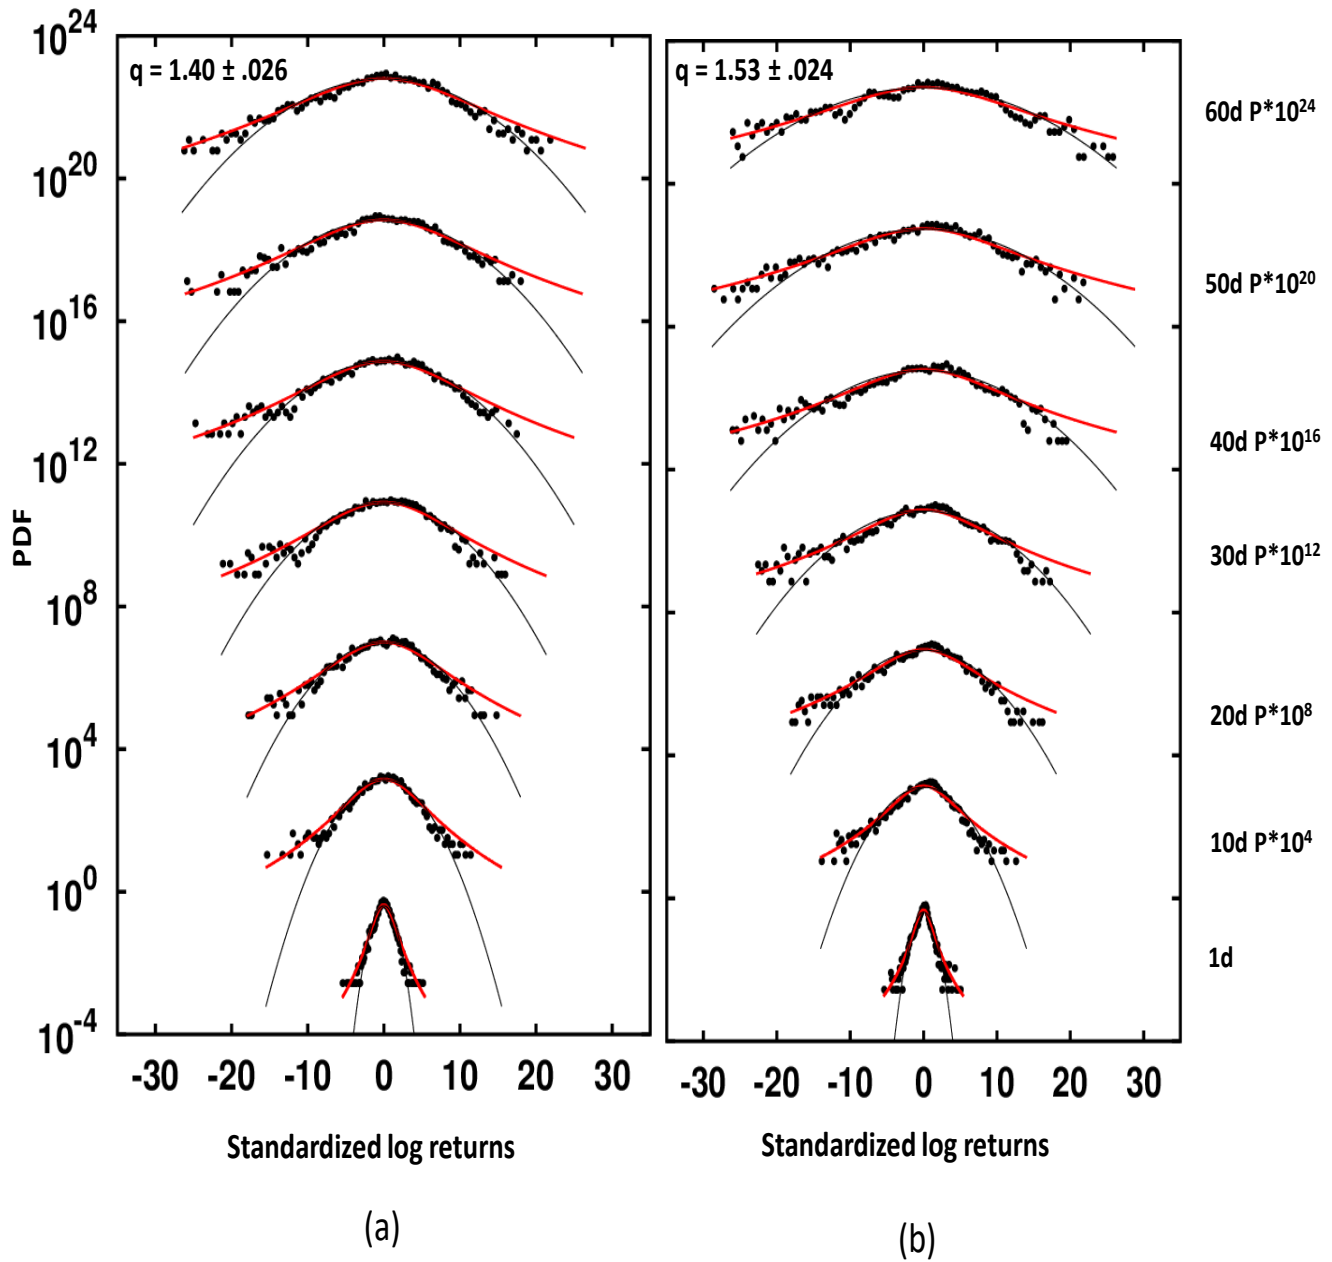 10^24
10^20
10^16
10^12
10^8
10^4
10^0
10^-4
PDF
q = 1.40 ± .026
-30 -20 -10 0 10 20 30
Standardized log returns
(a)
q = 1.53 ± .024
-30 -20 -10 0 10 20 30
Standardized log returns
(b)
60d P*10^24
50d P*10^20
40d P*10^16
30d P*10^12
20d P*10^8
10d P*10^4
1d